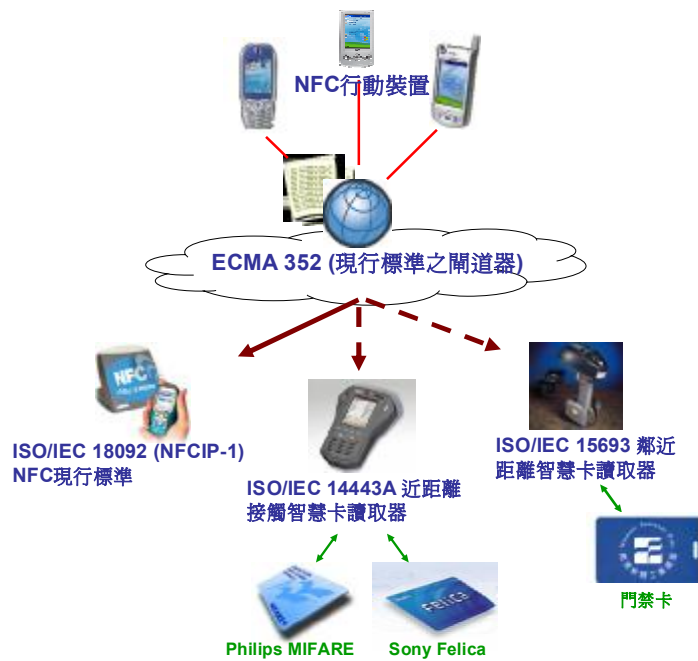 NFC行動裝置
ECMA 352 (現行標準之閘道器)
NFC
ISO/IEC 18092 (NFCIP-1)
NFC現行標準
ISO/IEC 14443A 近距離
接觸智慧卡讀取器
ISO/IEC 15693 鄰近
距離智慧卡讀取器
Felica
門禁卡
Philips MIFARE
Sony Felica